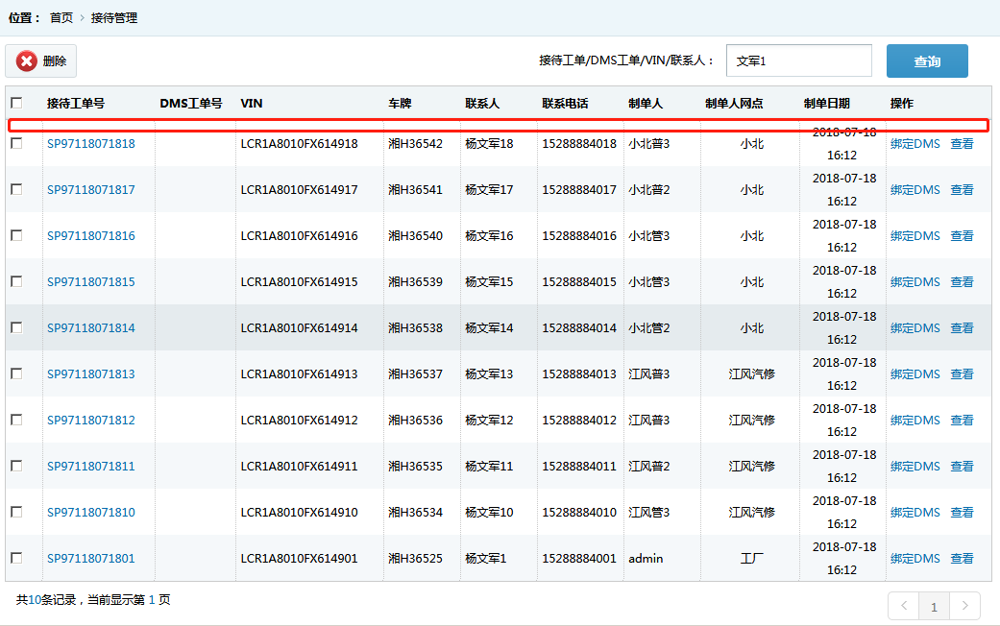 位置： 首页 > 接待管理
删除 接待工单/DMS工单/VIN/联系人： 文军1 查询
接待工单号 DMS工单号 VIN 车牌 联系人 联系电话 制单人 制单人网点 制单日期 操作
SP97118071818 LCR1A8010FX614918 湘H36542 杨文军18 15288884018 小北普3 小北 2018-07-18 16:12 绑定DMS 查看
SP97118071817 LCR1A8010FX614917 湘H36541 杨文军17 15288884017 小北普2 小北 2018-07-18 16:12 绑定DMS 查看
SP97118071816 LCR1A8010FX614916 湘H36540 杨文军16 15288884016 小北管3 小北 2018-07-18 16:12 绑定DMS 查看
SP97118071815 LCR1A8010FX614915 湘H36539 杨文军15 15288884015 小北管3 小北 2018-07-18 16:12 绑定DMS 查看
SP97118071814 LCR1A8010FX614914 湘H36538 杨文军14 15288884014 小北管2 小北 2018-07-18 16:12 绑定DMS 查看
SP97118071813 LCR1A8010FX614913 湘H36537 杨文军13 15288884013 江风普3 江风汽修 2018-07-18 16:12 绑定DMS 查看
SP97118071812 LCR1A8010FX614912 湘H36536 杨文军12 15288884012 江风普3 江风汽修 2018-07-18 16:12 绑定DMS 查看
SP97118071811 LCR1A8010FX614911 湘H36535 杨文军11 15288884011 江风普2 江风汽修 2018-07-18 16:12 绑定DMS 查看
SP97118071810 LCR1A8010FX614910 湘H36534 杨文军10 15288884010 江风管3 江风汽修 2018-07-18 16:12 绑定DMS 查看
SP97118071801 LCR1A8010FX614901 湘H36525 杨文军1 15288884001 admin 工厂 2018-07-18 16:12 绑定DMS 查看
共10条记录，当前显示第 1 页 < 1 >